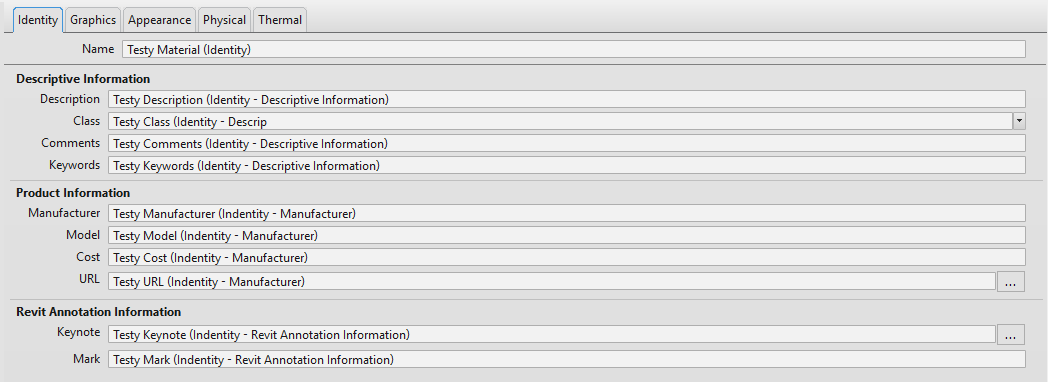 Identity Graphics Appearance Physical Thermal
Name Testy Material (Identity)
Descriptive Information
Description Testy Description (Identity - Descriptive Information)
Class Testy Class (Identity - Descrip
Comments Testy Comments (Identity - Descriptive Information)
Keywords Testy Keywords (Identity - Descriptive Information)
Product Information
Manufacturer Testy Manufacturer (Indentity - Manufacturer)
Model Testy Model (Indentity - Manufacturer)
Cost Testy Cost (Indentity - Manufacturer)
URL Testy URL (Indentity - Manufacturer) ...
Revit Annotation Information
Keynote Testy Keynote (Indentity - Revit Annotation Information) ...
Mark Testy Mark (Indentity - Revit Annotation Information)